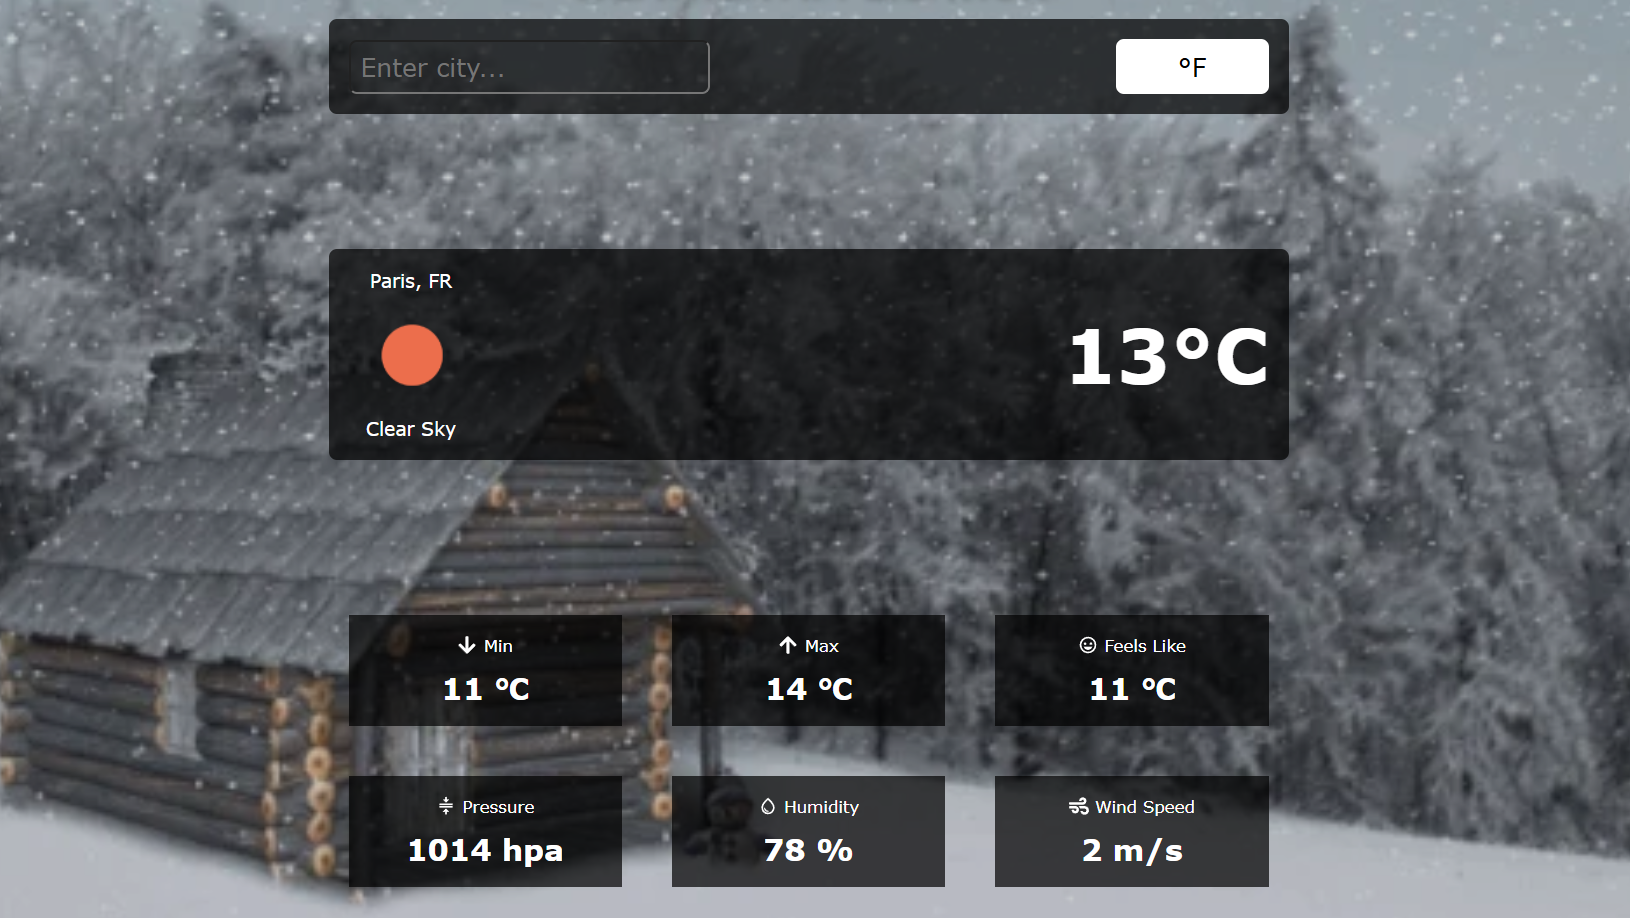 Enter city...
°F
Paris, FR
13°C
Clear Sky
Min
11 °C
Max
14 °C
Feels Like
11 °C
Pressure
1014 hpa
Humidity
78 %
Wind Speed
2 m/s